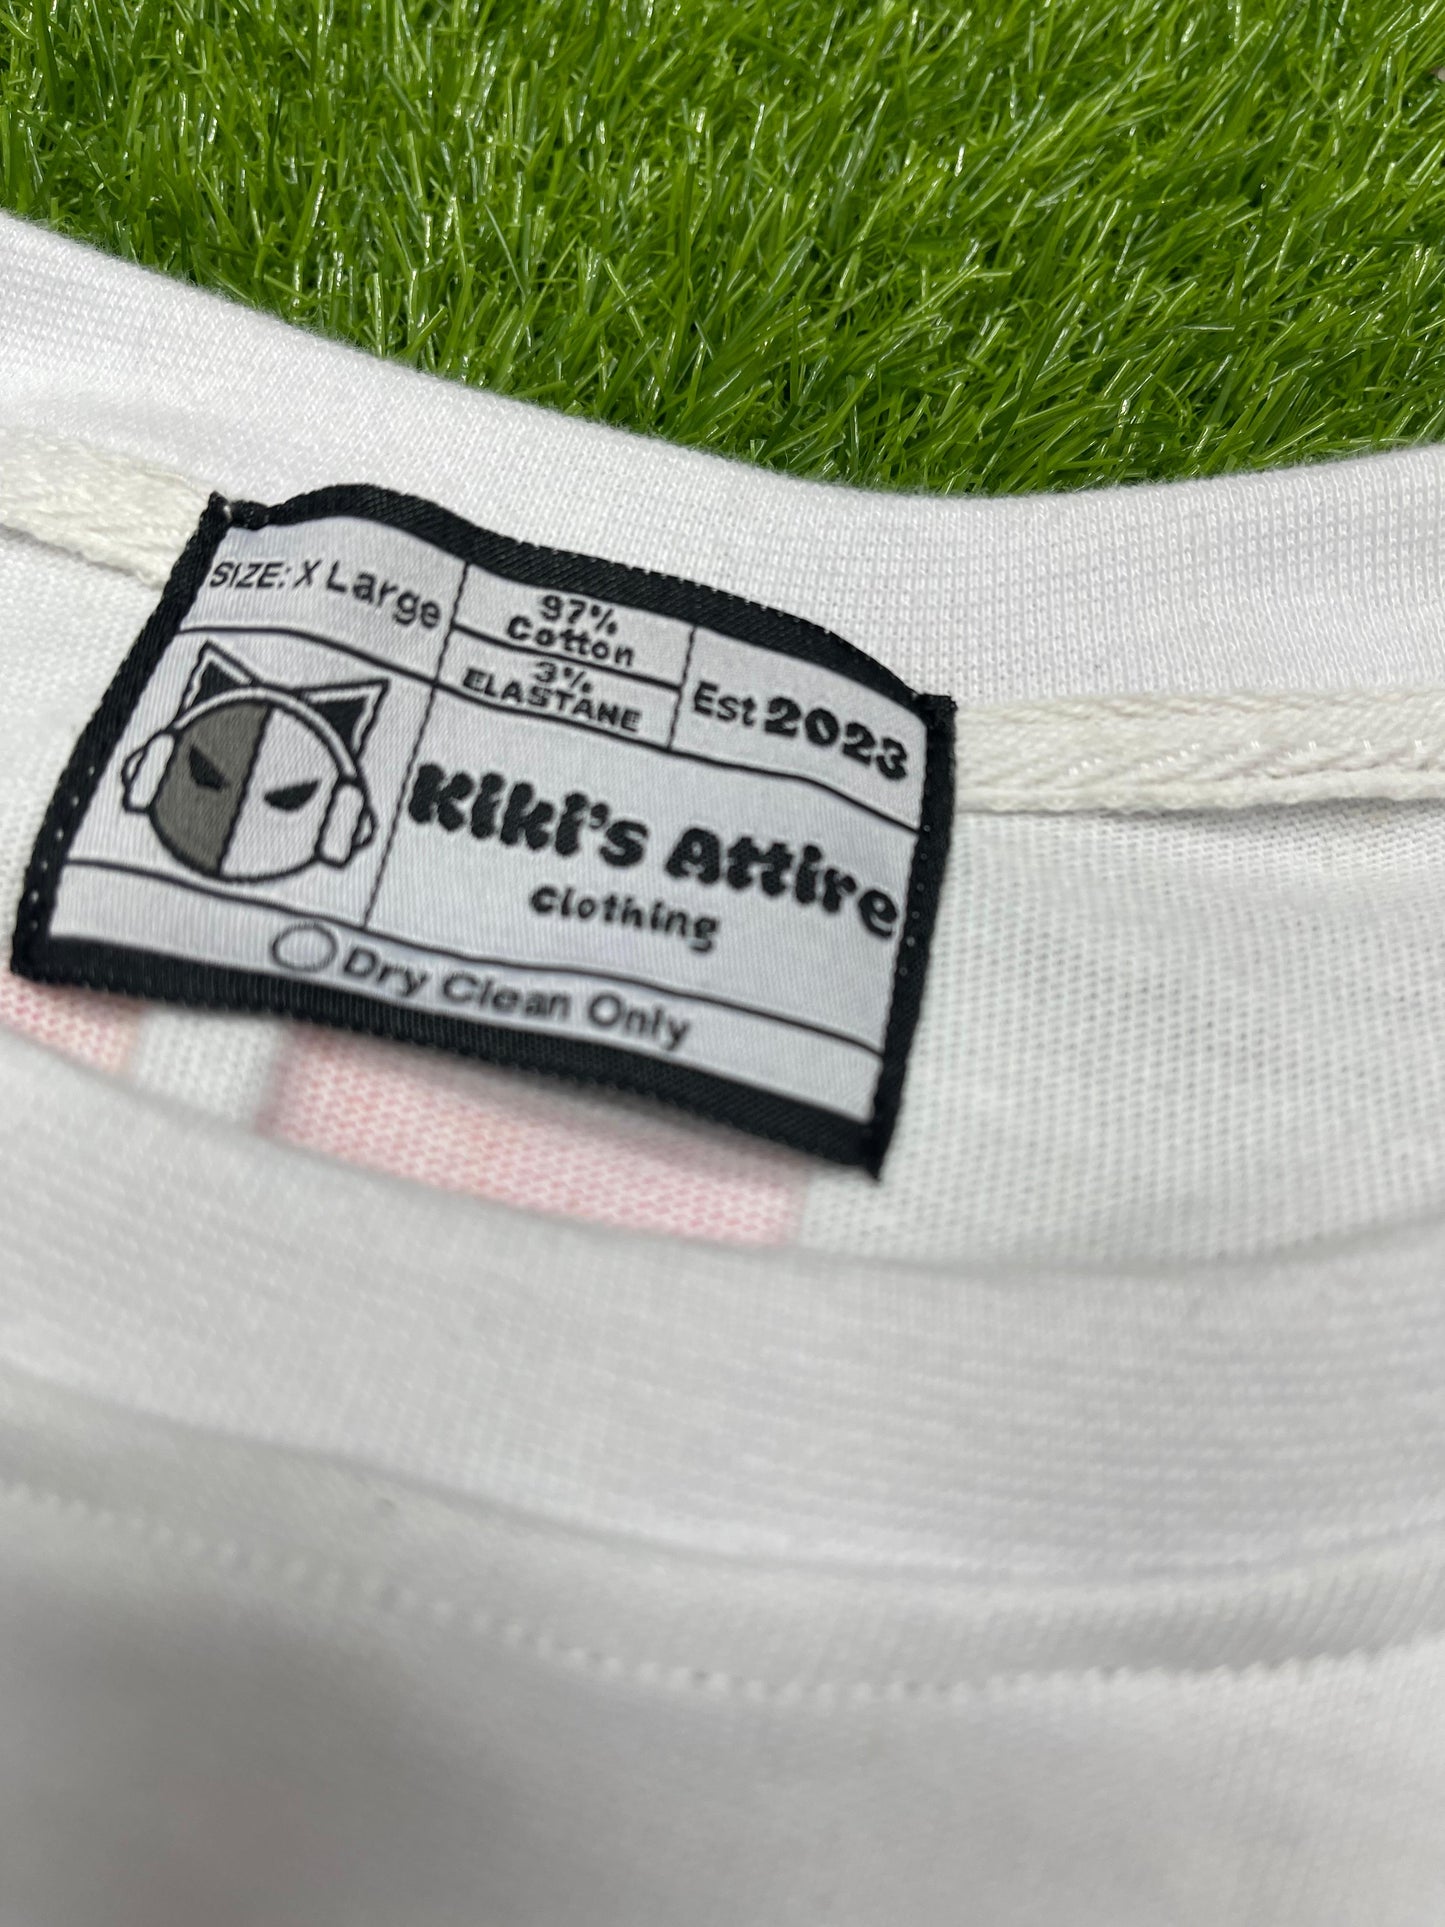 SIZE: X Large
97%
Cotton
3%
ELASTANE
Est 2023
Kiki's Attire
Clothing
Dry Clean Only